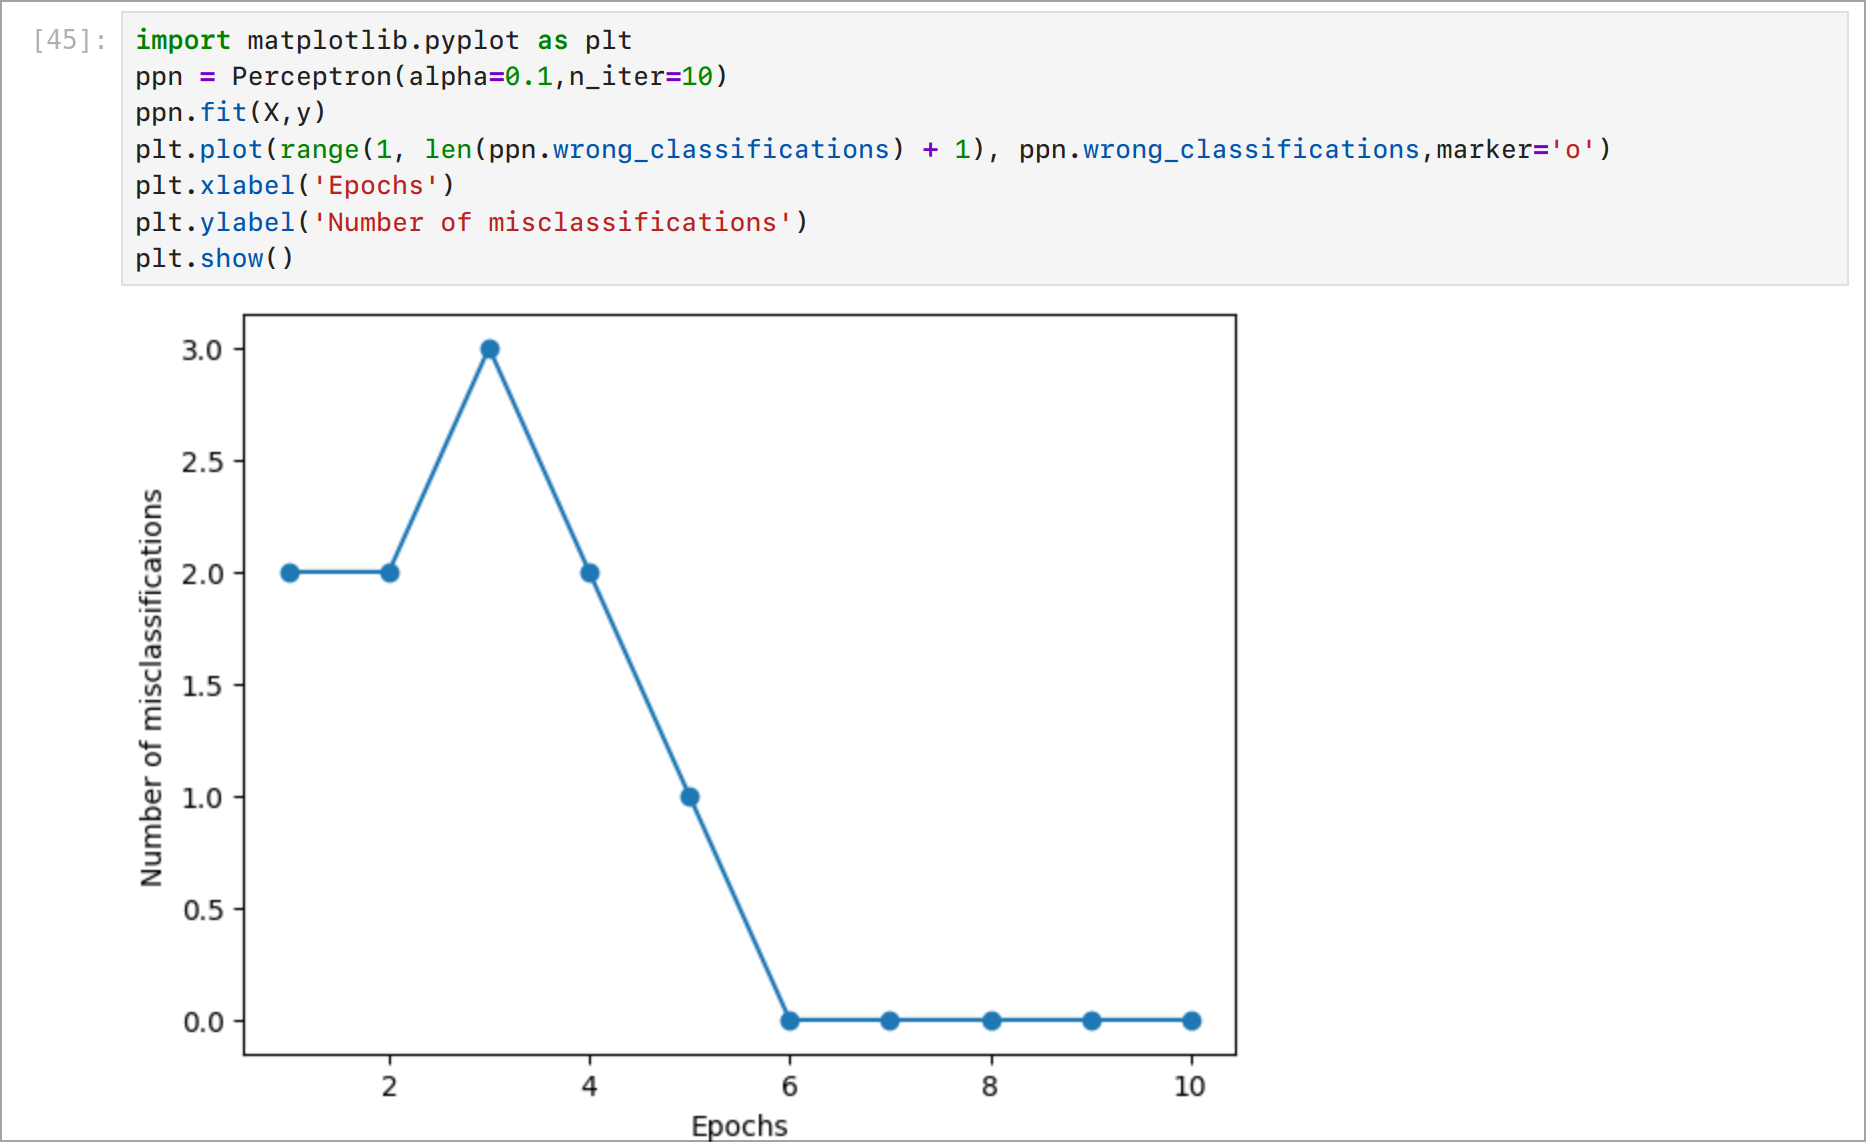 [45]: import matplotlib.pyplot as plt
ppn = Perceptron(alpha=0.1,n_iter=10)
ppn.fit(X,y)
plt.plot(range(1, len(ppn.wrong_classifications) + 1), ppn.wrong_classifications,marker='o')
plt.xlabel('Epochs')
plt.ylabel('Number of misclassifications')
plt.show()
3.0
2.5
2.0
1.5
1.0
0.5
0.0
Number of misclassifications
2 4 6 8 10
Epochs